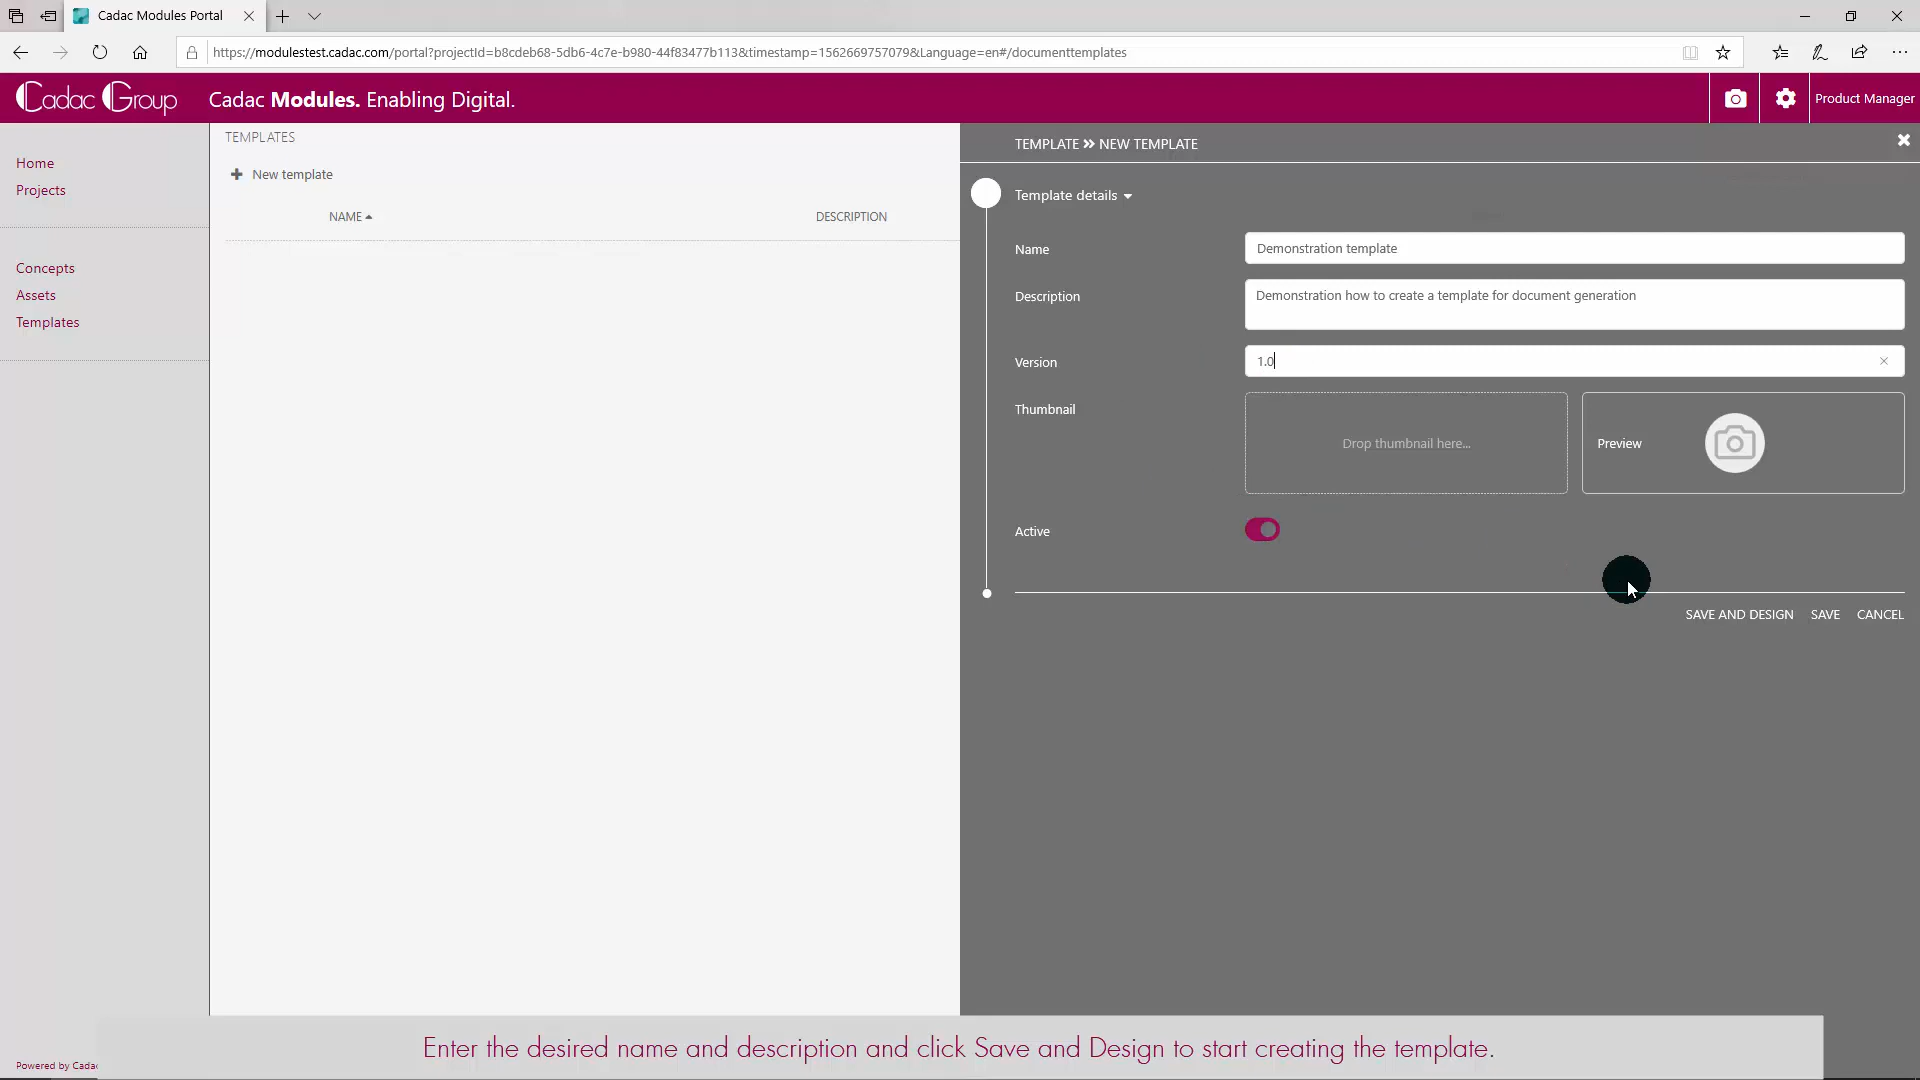 Cadac Modules Portal
https://modulestest.cadac.com/portal?projectId=b8cdeb68-5db6-4c7e-b980-44f83477b113&timestamp=1562669757079&Language=en#/documenttemplates
Cadac Group
Cadac Modules. Enabling Digital.
Product Manager
Home
Projects
Concepts
Assets
Templates
TEMPLATES
New template
NAME
DESCRIPTION
TEMPLATE NEW TEMPLATE
Template details
Name
Demonstration template
Description
Demonstration how to create a template for document generation
Version
1.0
Thumbnail
Drop thumbnail here...
Preview
Active
SAVE AND DESIGN SAVE CANCEL
Enter the desired name and description and click Save and Design to start creating the template.
Powered by Cadac